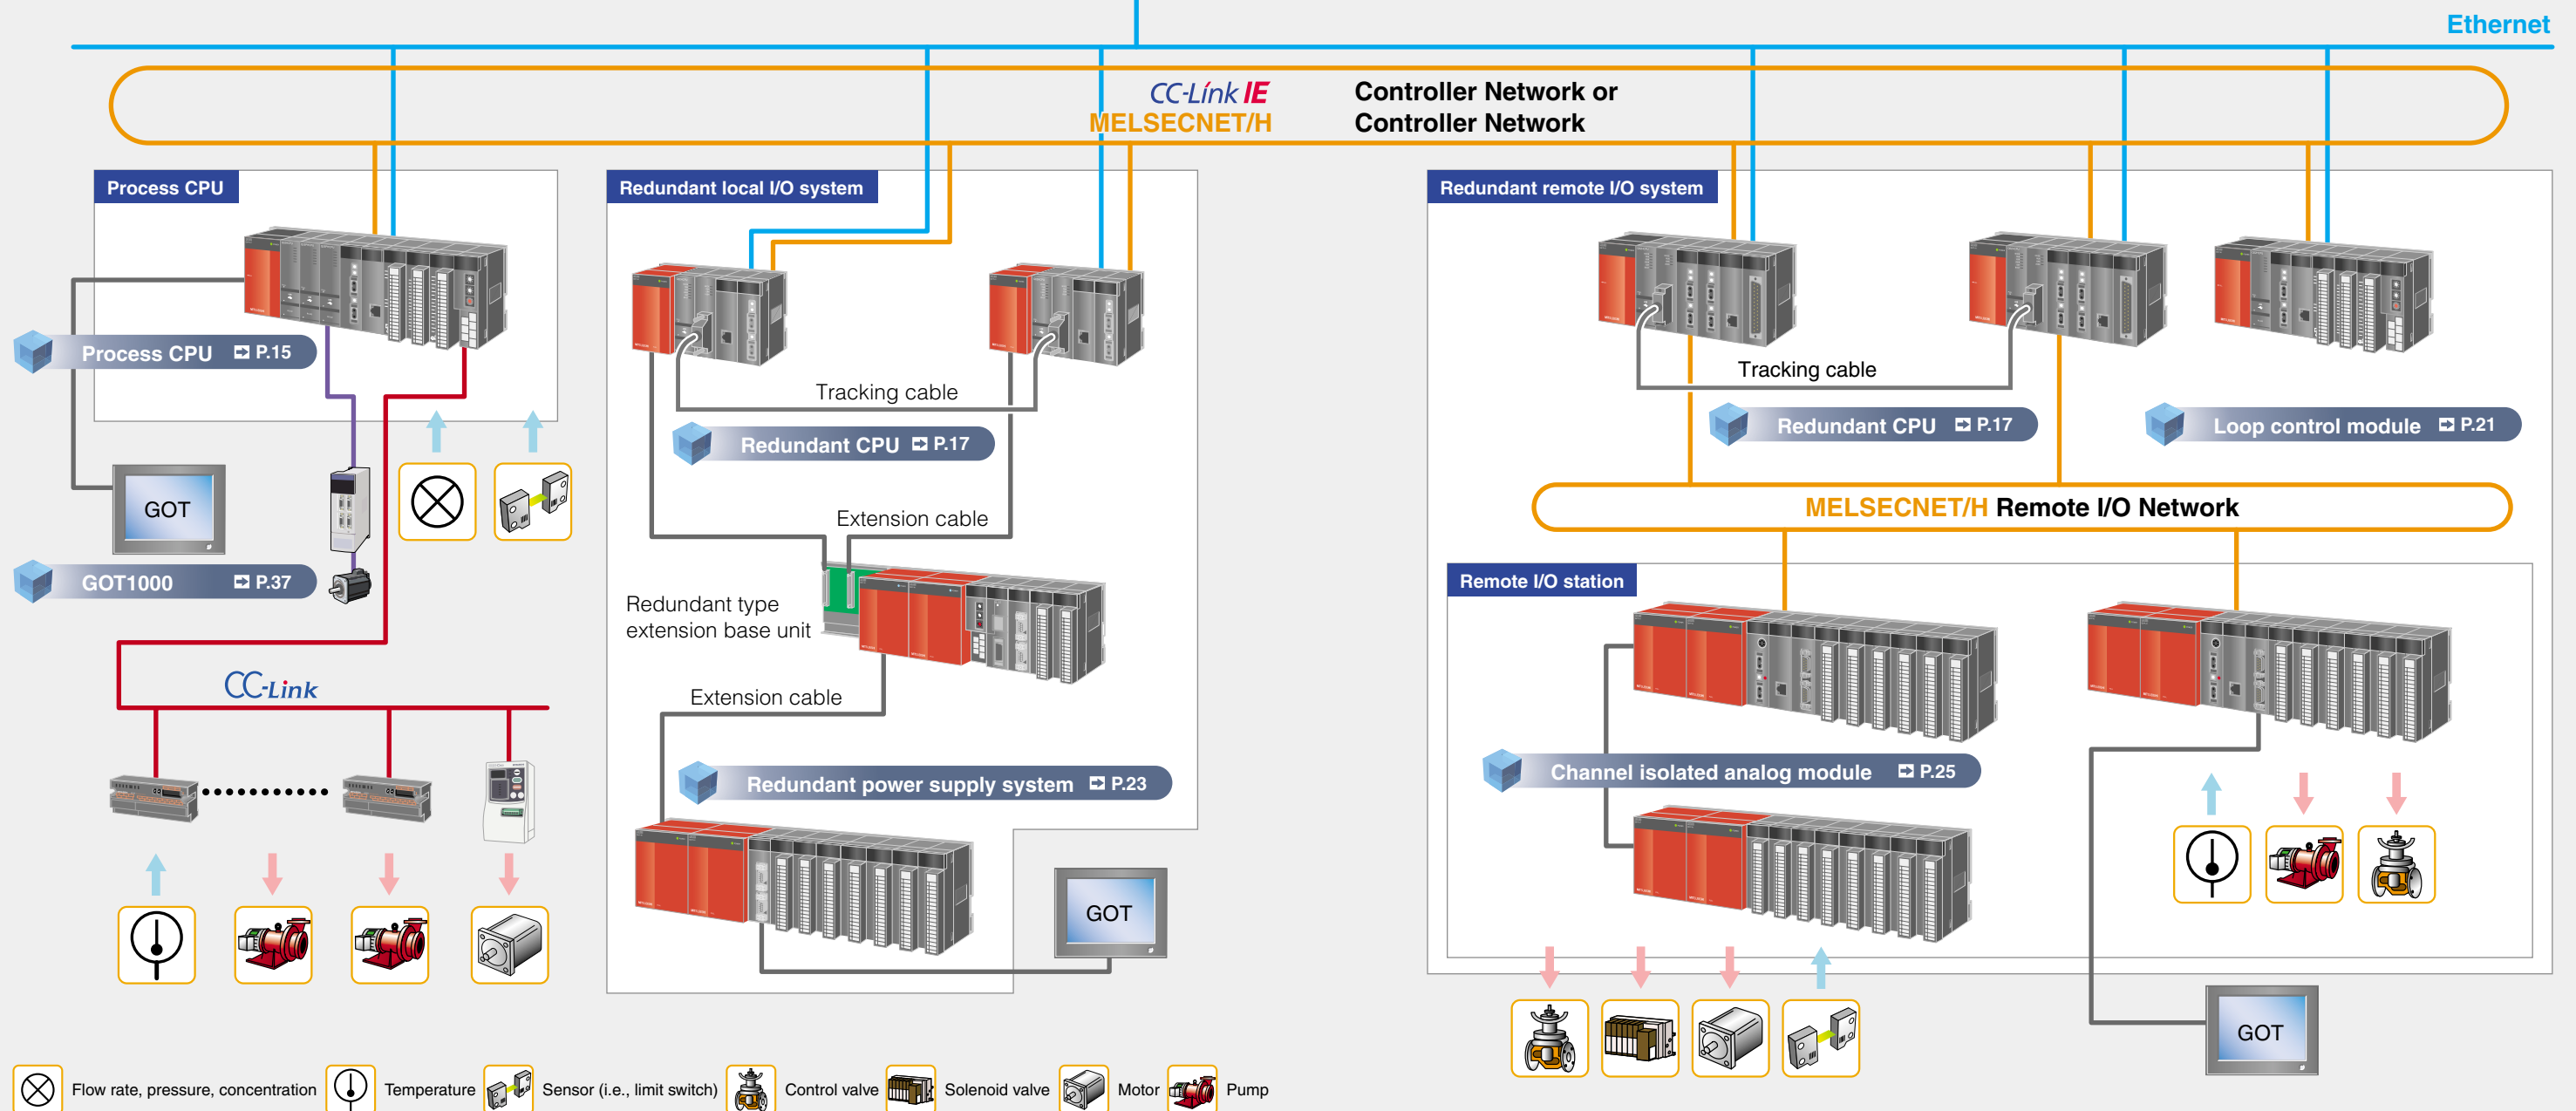 Ethernet
CC-Link IE Controller Network or
MELSECNET/H Controller Network
Process CPU
Redundant local I/O system
Redundant remote I/O system
Process CPU P.15
Tracking cable
Redundant CPU P.17
Tracking cable
Redundant CPU P.17
Loop control module P.21
GOT
GOT1000 P.37
Extension cable
MELSECNET/H Remote I/O Network
Remote I/O station
Redundant type
extension base unit
Extension cable
CC-Link
Redundant power supply system P.23
Channel isolated analog module P.25
GOT
GOT
Flow rate, pressure, concentration
Temperature
Sensor (i.e., limit switch)
Control valve
Solenoid valve
Motor
Pump